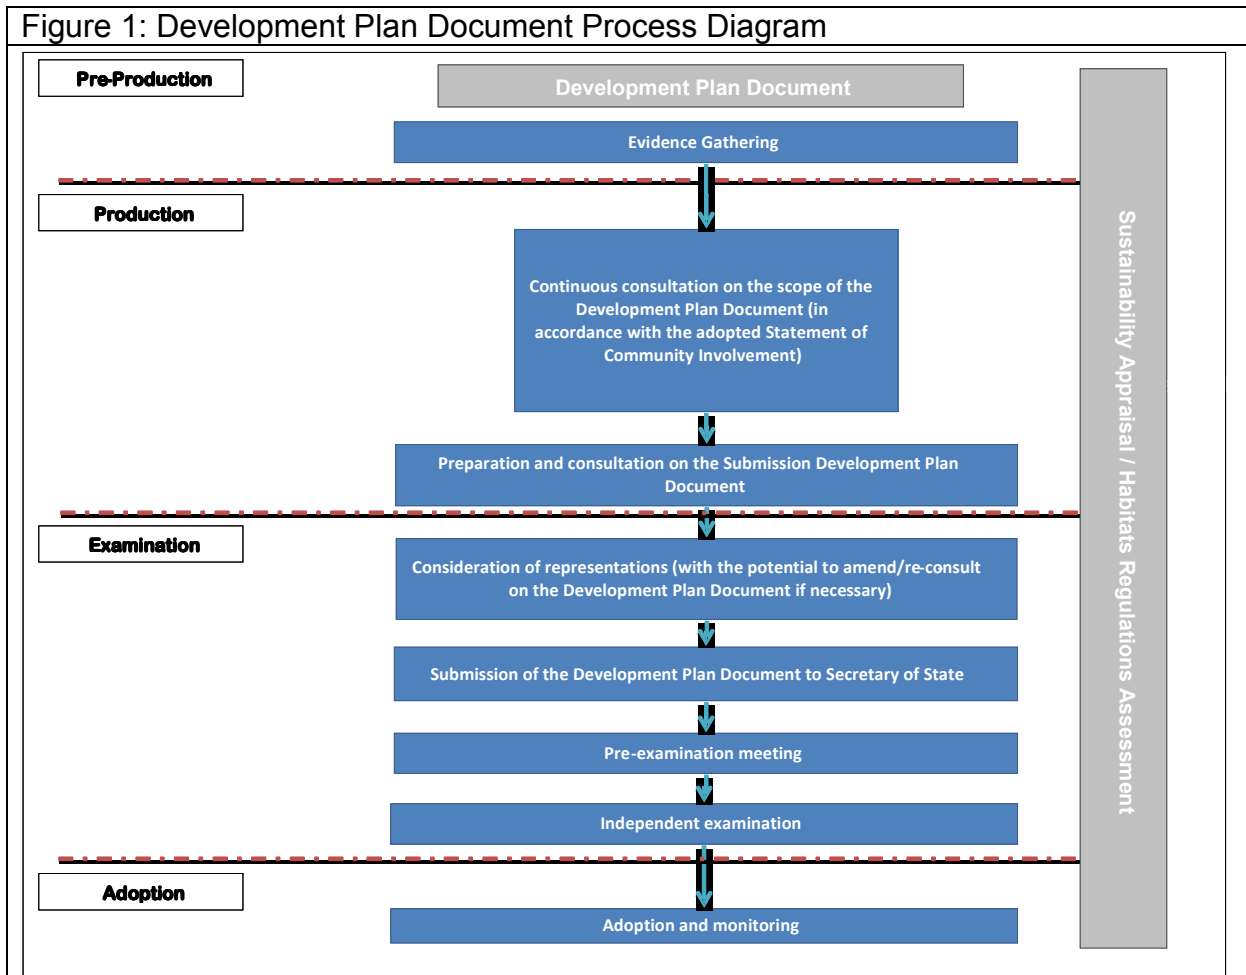 Figure 1: Development Plan Document Process Diagram
Pre-Production
Development Plan Document
Evidence Gathering
Production
Continuous consultation on the scope of the
Development Plan Document (in
accordance with the adopted Statement of
Community Involvement)
Preparation and consultation on the Submission Development Plan
Document
Examination
Consideration of representations (with the potential to amend/re-consult
on the Development Plan Document if necessary)
Submission of the Development Plan Document to Secretary of State
Pre-examination meeting
Independent examination
Adoption
Adoption and monitoring
Sustainability Appraisal / Habitats Regulations Assessment